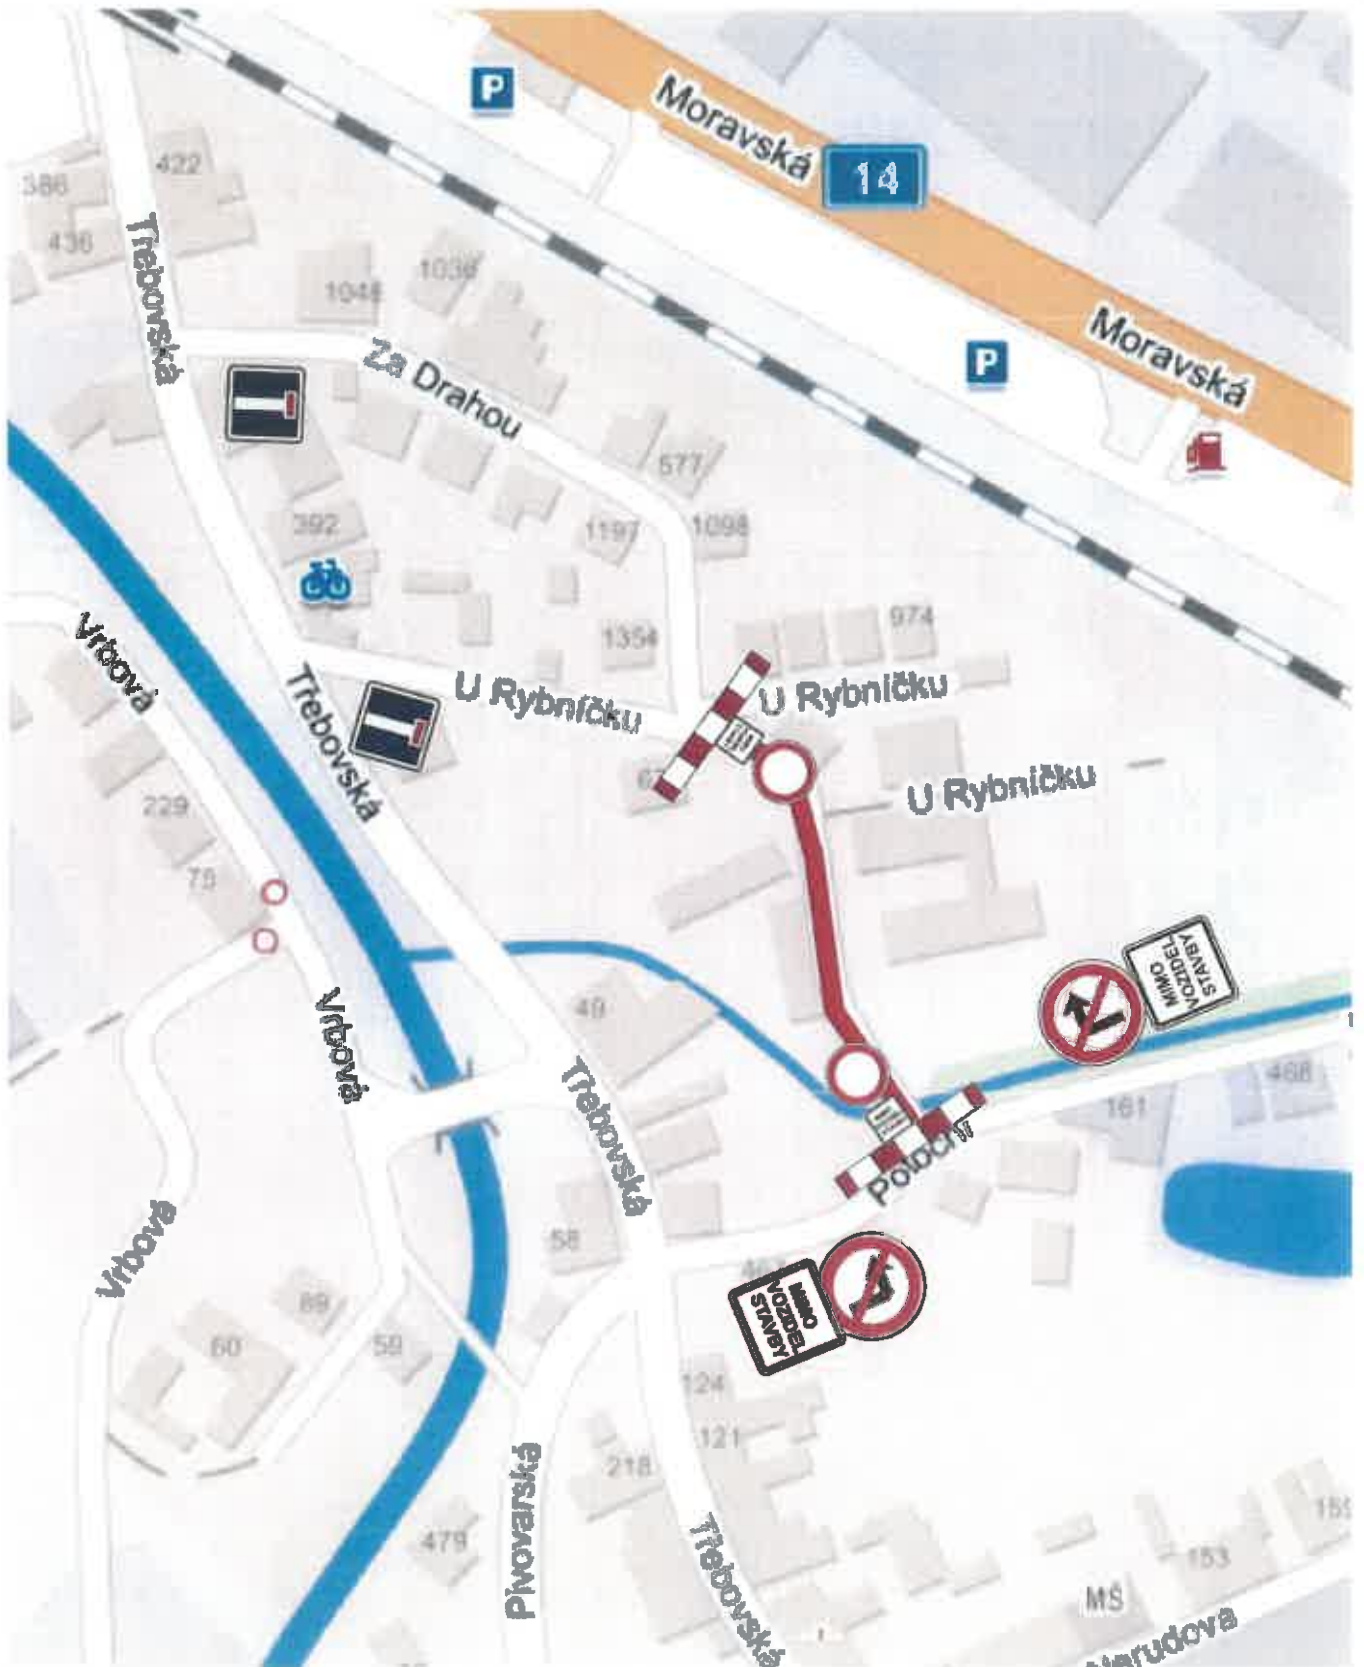 P
Moravská
14
422
386
436
Třebovská
1036
1048
Moravská
P
Za Drahou
577
392
1197
1098
974
1354
Vrbová
U Rybníčku
U Rybníčku
Třebovská
U Rybníčku
229
75
MIMO
VOZIDEL
STAVBY
Vrbová
49
Třebovská
468
161
Vrbová
58
MIMO
VOZIDEL
STAVBY
89
60
59
124
121
218
Pivovarská
479
Třebovská
153
MŠ